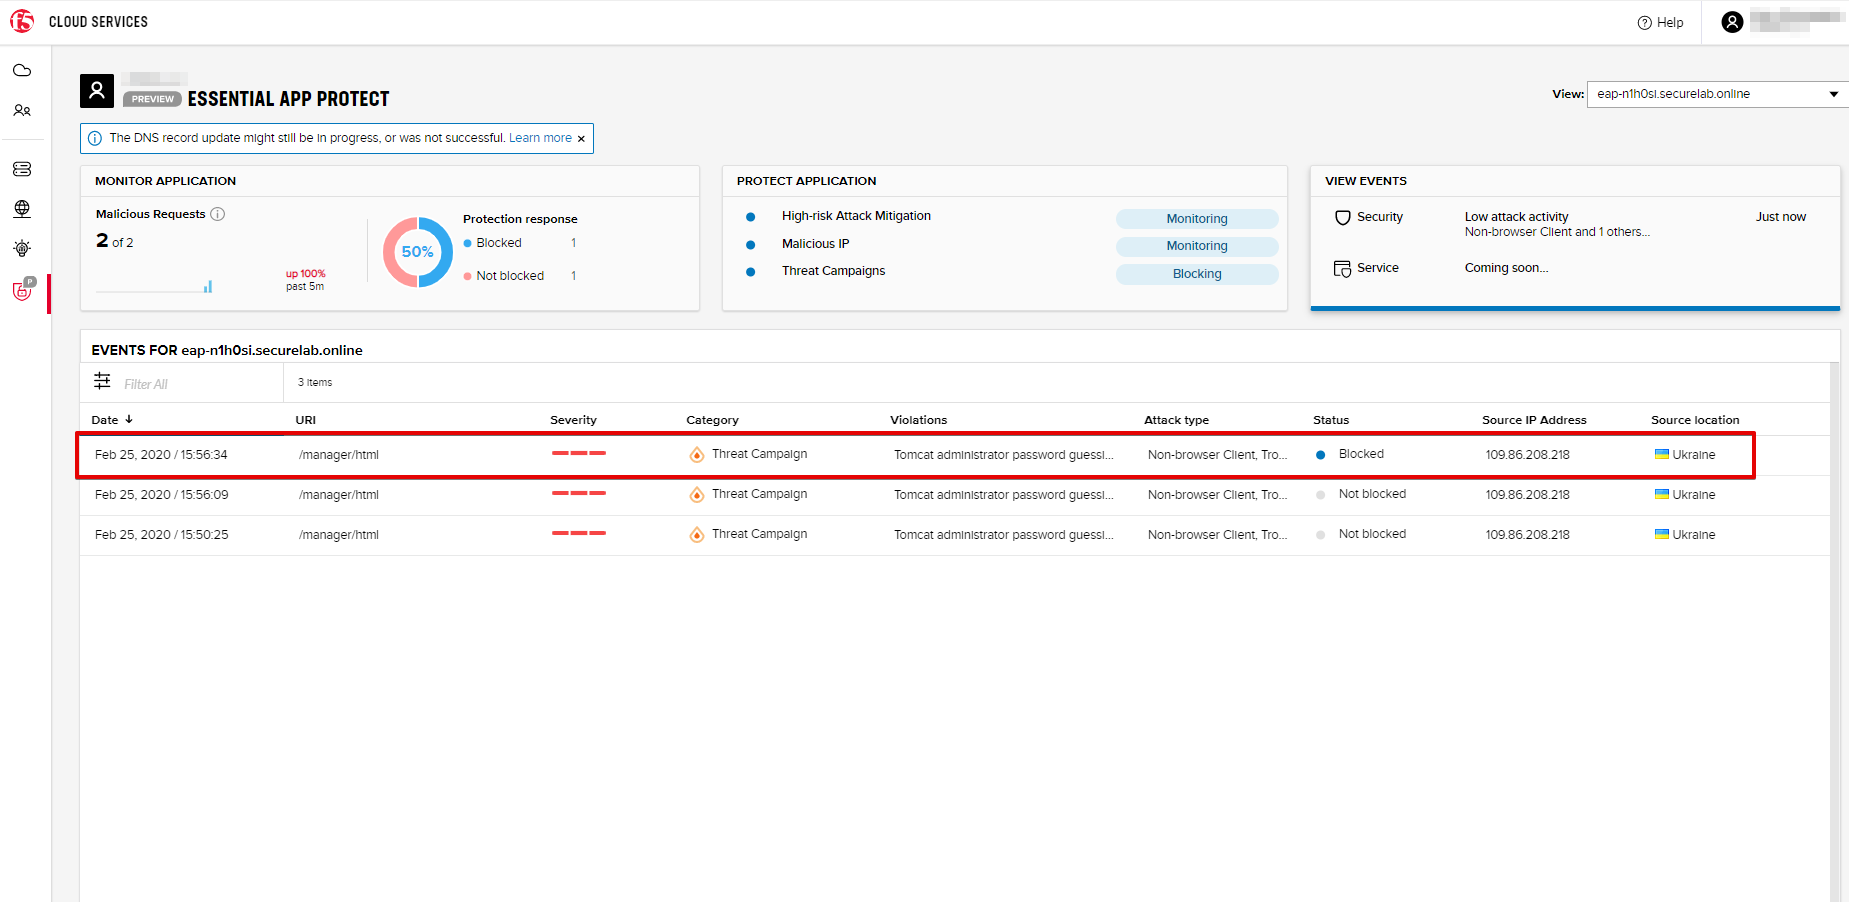 f5 CLOUD SERVICES
Help
PREVIEW ESSENTIAL APP PROTECT
View: eap-n1h0si.securelab.online
The DNS record update might still be in progress, or was not successful. Learn more ×
MONITOR APPLICATION
Malicious Requests
2 of 2
up 100%
past 5m
50%
Protection response
Blocked 1
Not blocked 1
PROTECT APPLICATION
High-risk Attack Mitigation Monitoring
Malicious IP Monitoring
Threat Campaigns Blocking
VIEW EVENTS
Security Low attack activity Just now
Non-browser Client and 1 others...
Service Coming soon...
P
EVENTS FOR eap-n1h0si.securelab.online
Filter All 3 Items
Date URI Severity Category Violations Attack type Status Source IP Address Source location
Feb 25, 2020 / 15:56:34 /manager/html Threat Campaign Tomcat administrator password guessi... Non-browser Client, Tro... Blocked 109.86.208.218 Ukraine
Feb 25, 2020 / 15:56:09 /manager/html Threat Campaign Tomcat administrator password guessi... Non-browser Client, Tro... Not blocked 109.86.208.218 Ukraine
Feb 25, 2020 / 15:50:25 /manager/html Threat Campaign Tomcat administrator password guessi... Non-browser Client, Tro... Not blocked 109.86.208.218 Ukraine